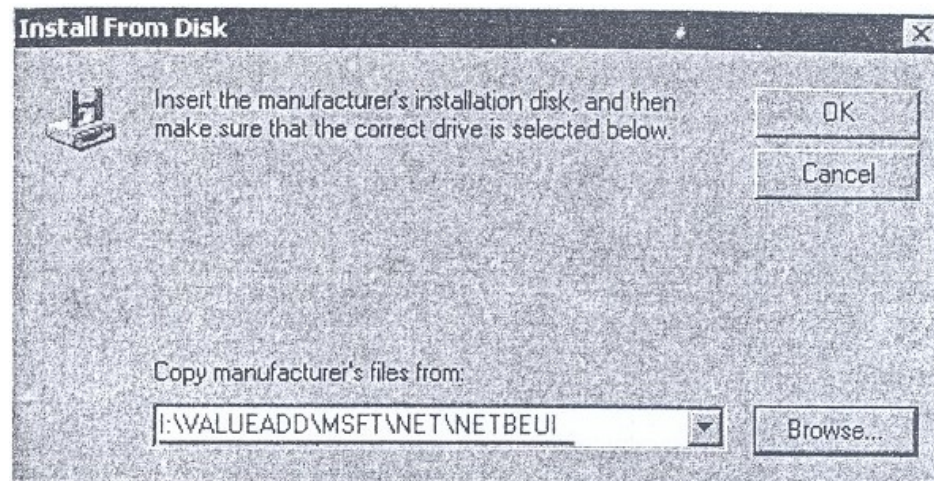 Install From Disk
Insert the manufacturer's installation disk, and then
make sure that the correct drive is selected below.
OK
Cancel
Copy manufacturer's files from:
I:\VALUEADD\MSFT\NET\NETBEUI
Browse...